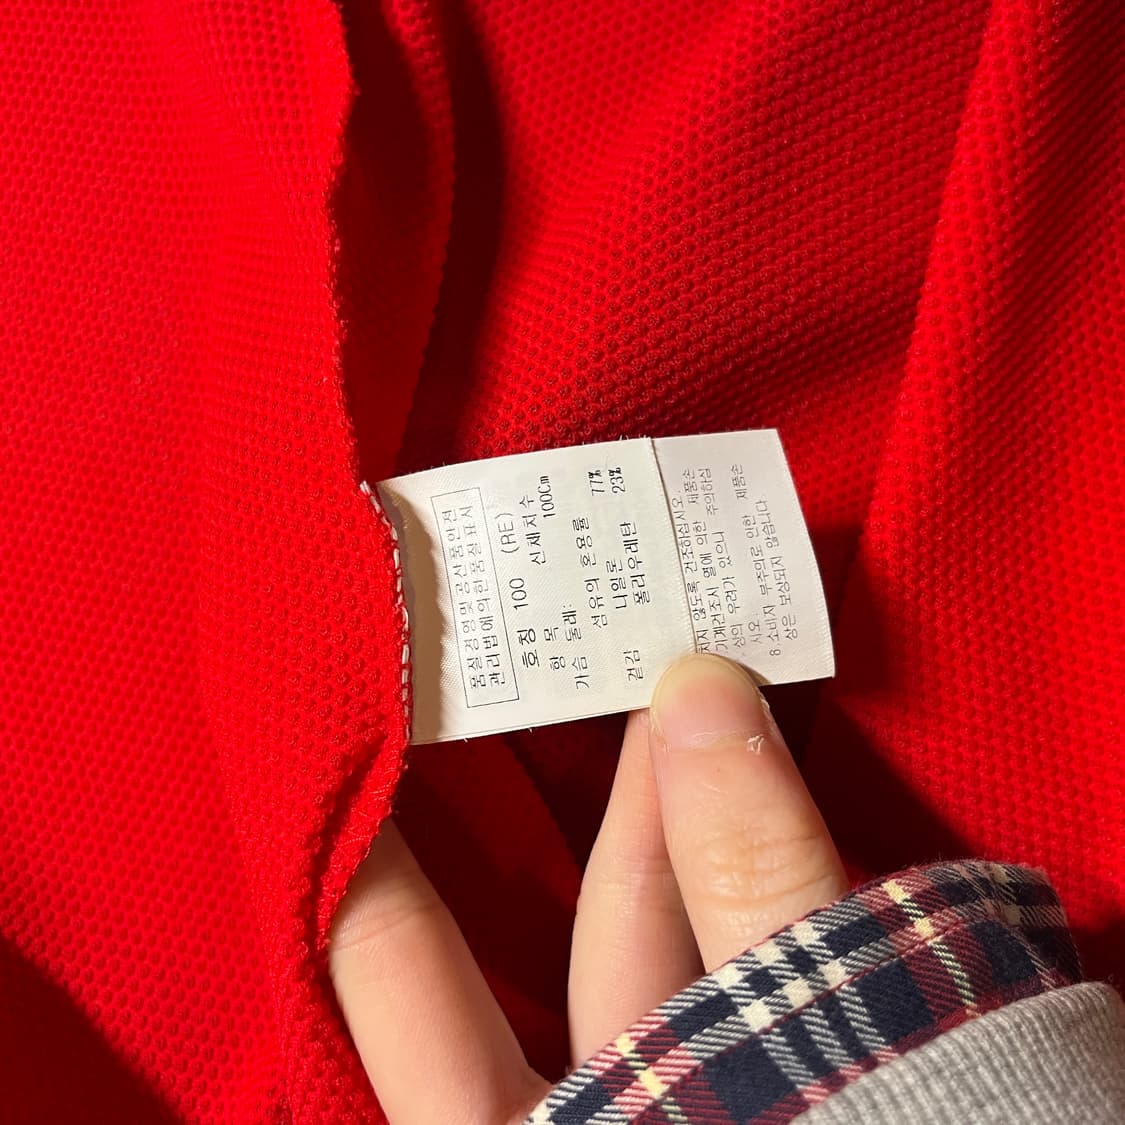 품질경영및 공산품안전
관리법에의한품질 표시
호칭 100 (RE)
항 목 신체치수
가슴 둘레: 100Cm
섬유의 혼용률
겉감 나일론 77%
폴리우레탄 23%
치지 않도록 건조하십시오.
기계건조시 열에 의한 제품손
상의 우려가 있으니 주의하십
시오.
8 소비자 부주의로 인한 제품손
상은 보상되지 않습니다